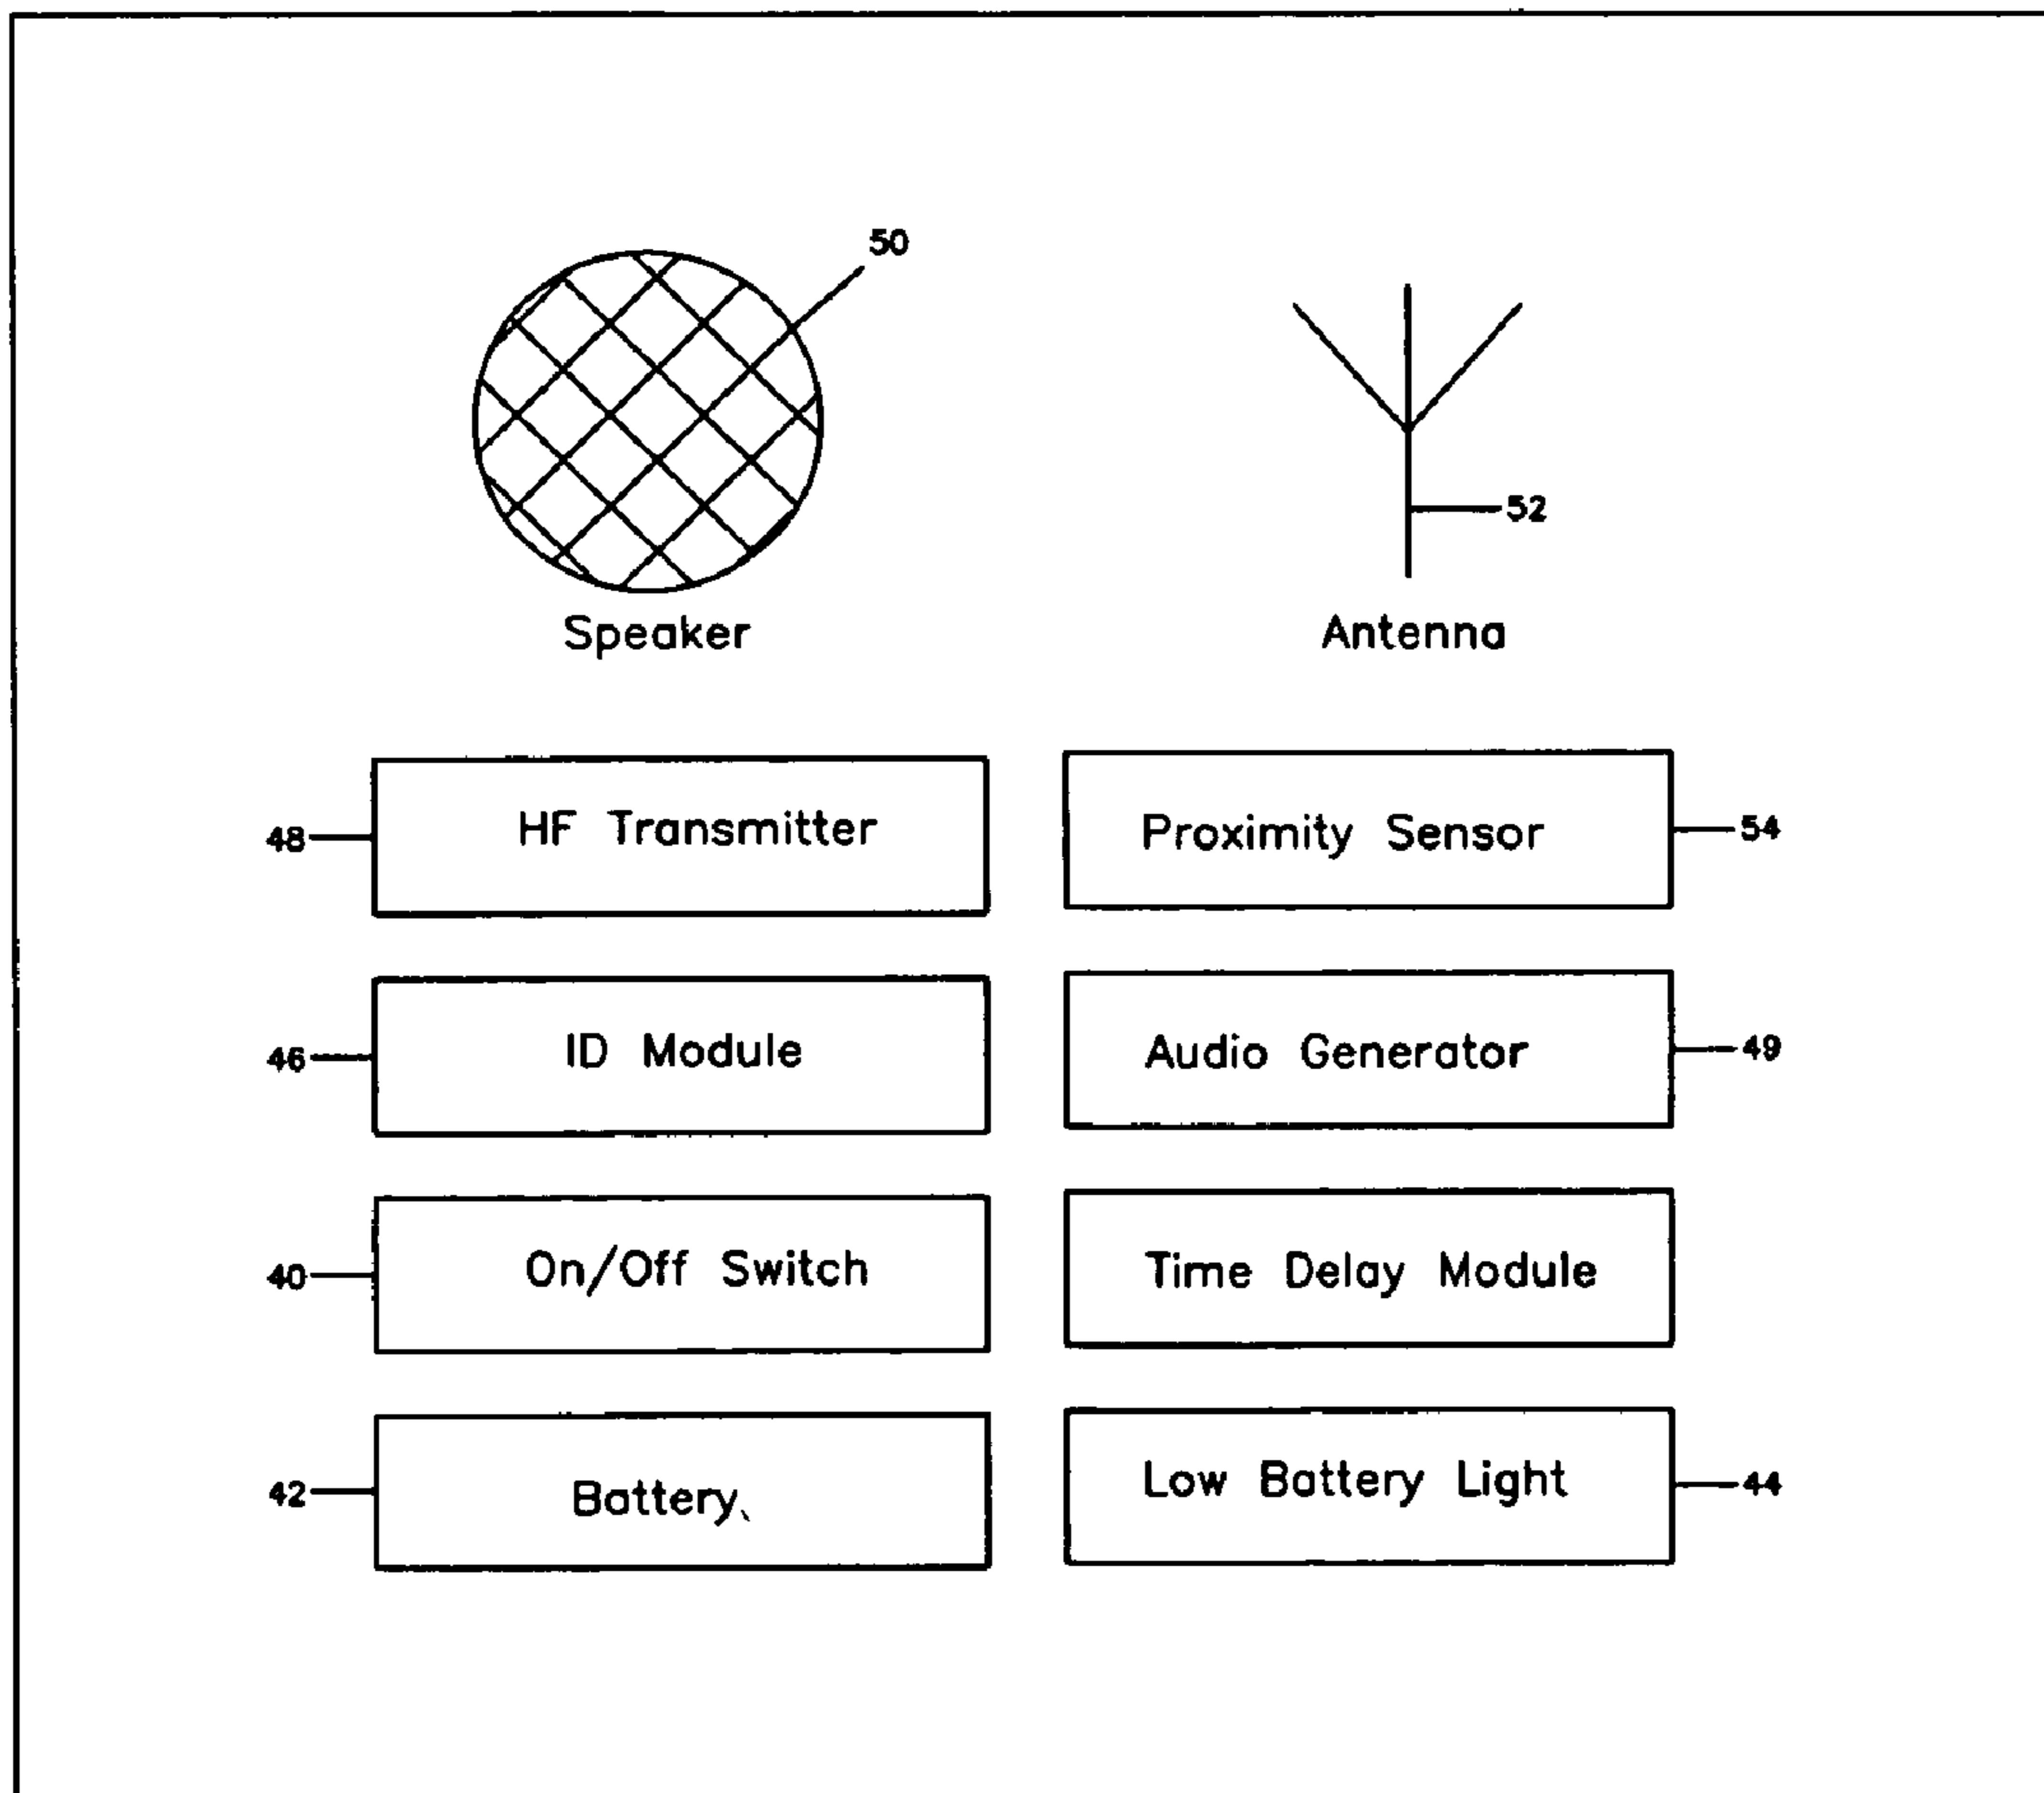 50
52
Speaker
Antenna
48
HF Transmitter
Proximity Sensor
54
46
ID Module
Audio Generator
49
40
On/Off Switch
Time Delay Module
42
Battery
Low Battery Light
44